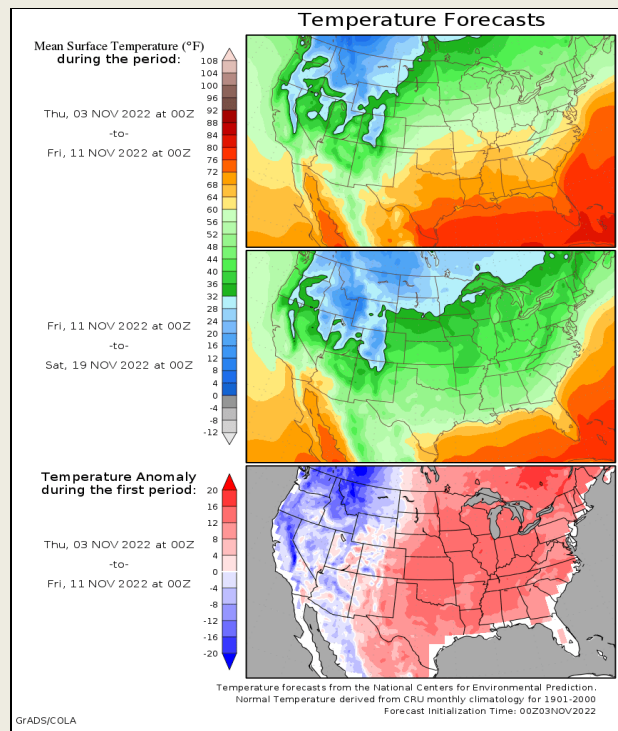 Temperature Forecasts
Mean Surface Temperature (°F)
during the period:
108
104
100
96
92
88
84
80
76
72
68
64
60
56
52
48
44
40
36
32
28
24
20
16
12
8
4
0
-4
-8
-12
Thu, 03 NOV 2022 at 00Z
-to-
Fri, 11 NOV 2022 at 00Z
Fri, 11 NOV 2022 at 00Z
-to-
Sat, 19 NOV 2022 at 00Z
Temperature Anomaly
during the first period:
20
16
12
8
4
0
-4
-8
-12
-16
-20
Thu, 03 NOV 2022 at 00Z
-to-
Fri, 11 NOV 2022 at 00Z
Temperature forecasts from the National Centers for Environmental Prediction.
Normal Temperature derived from CRU monthly climatology for 1901-2000
Forecast Initialization Time: 00Z03NOV2022
GrADS/COLA